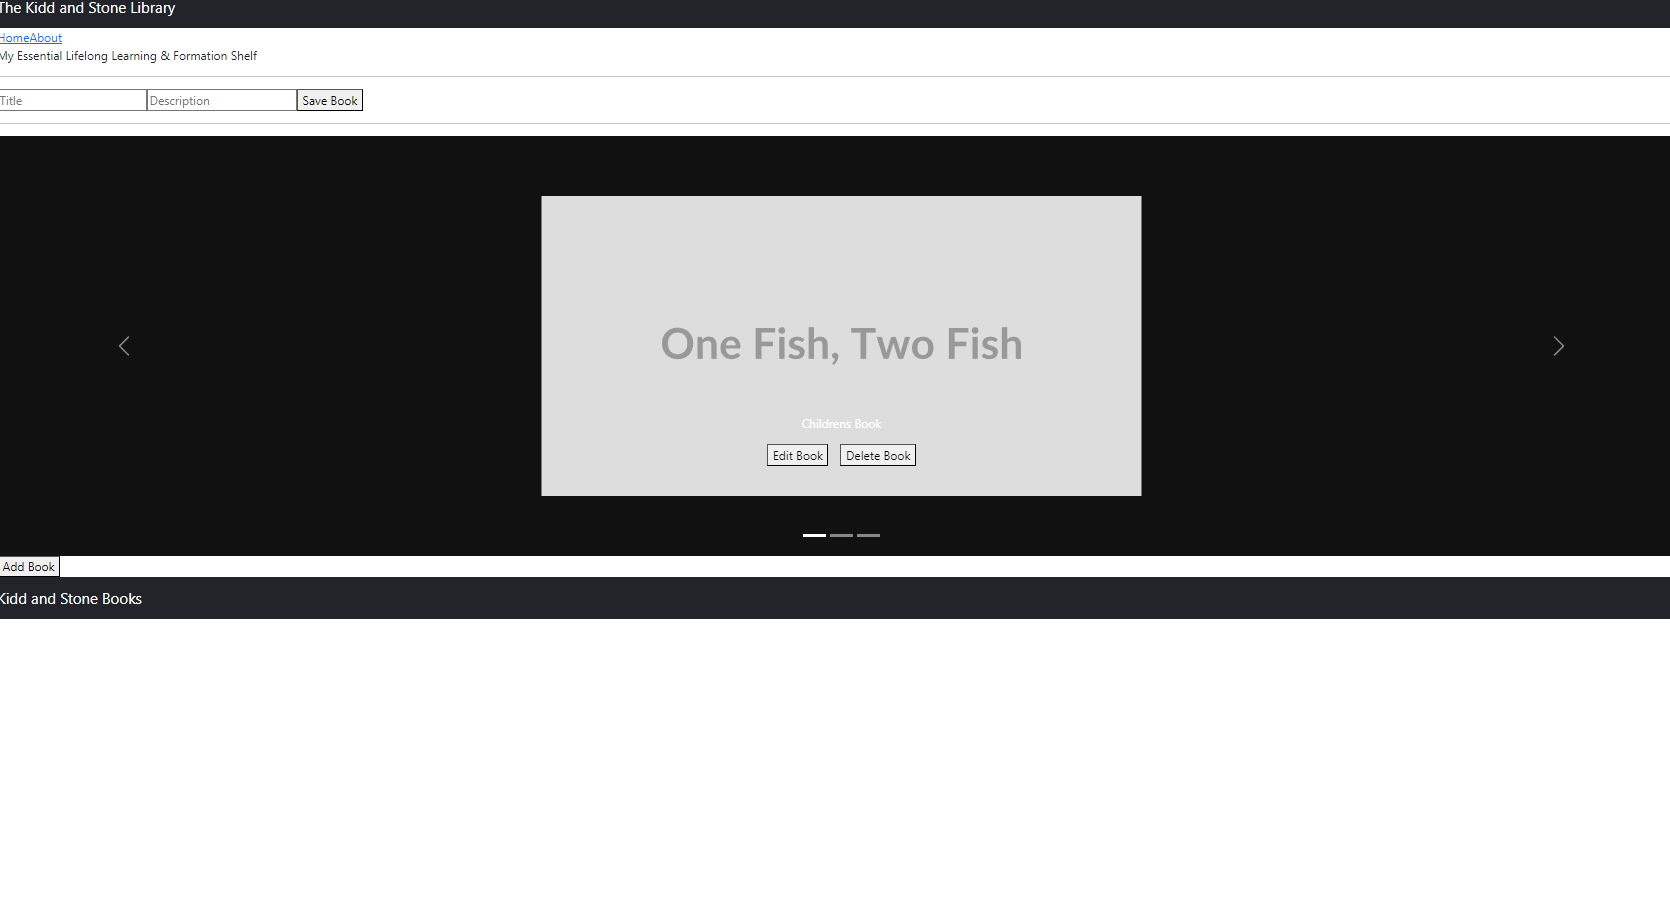 The Kidd and Stone Library
HomeAbout
My Essential Lifelong Learning & Formation Shelf
Title Description Save Book
One Fish, Two Fish
Childrens Book
Edit Book Delete Book
Add Book
Kidd and Stone Books